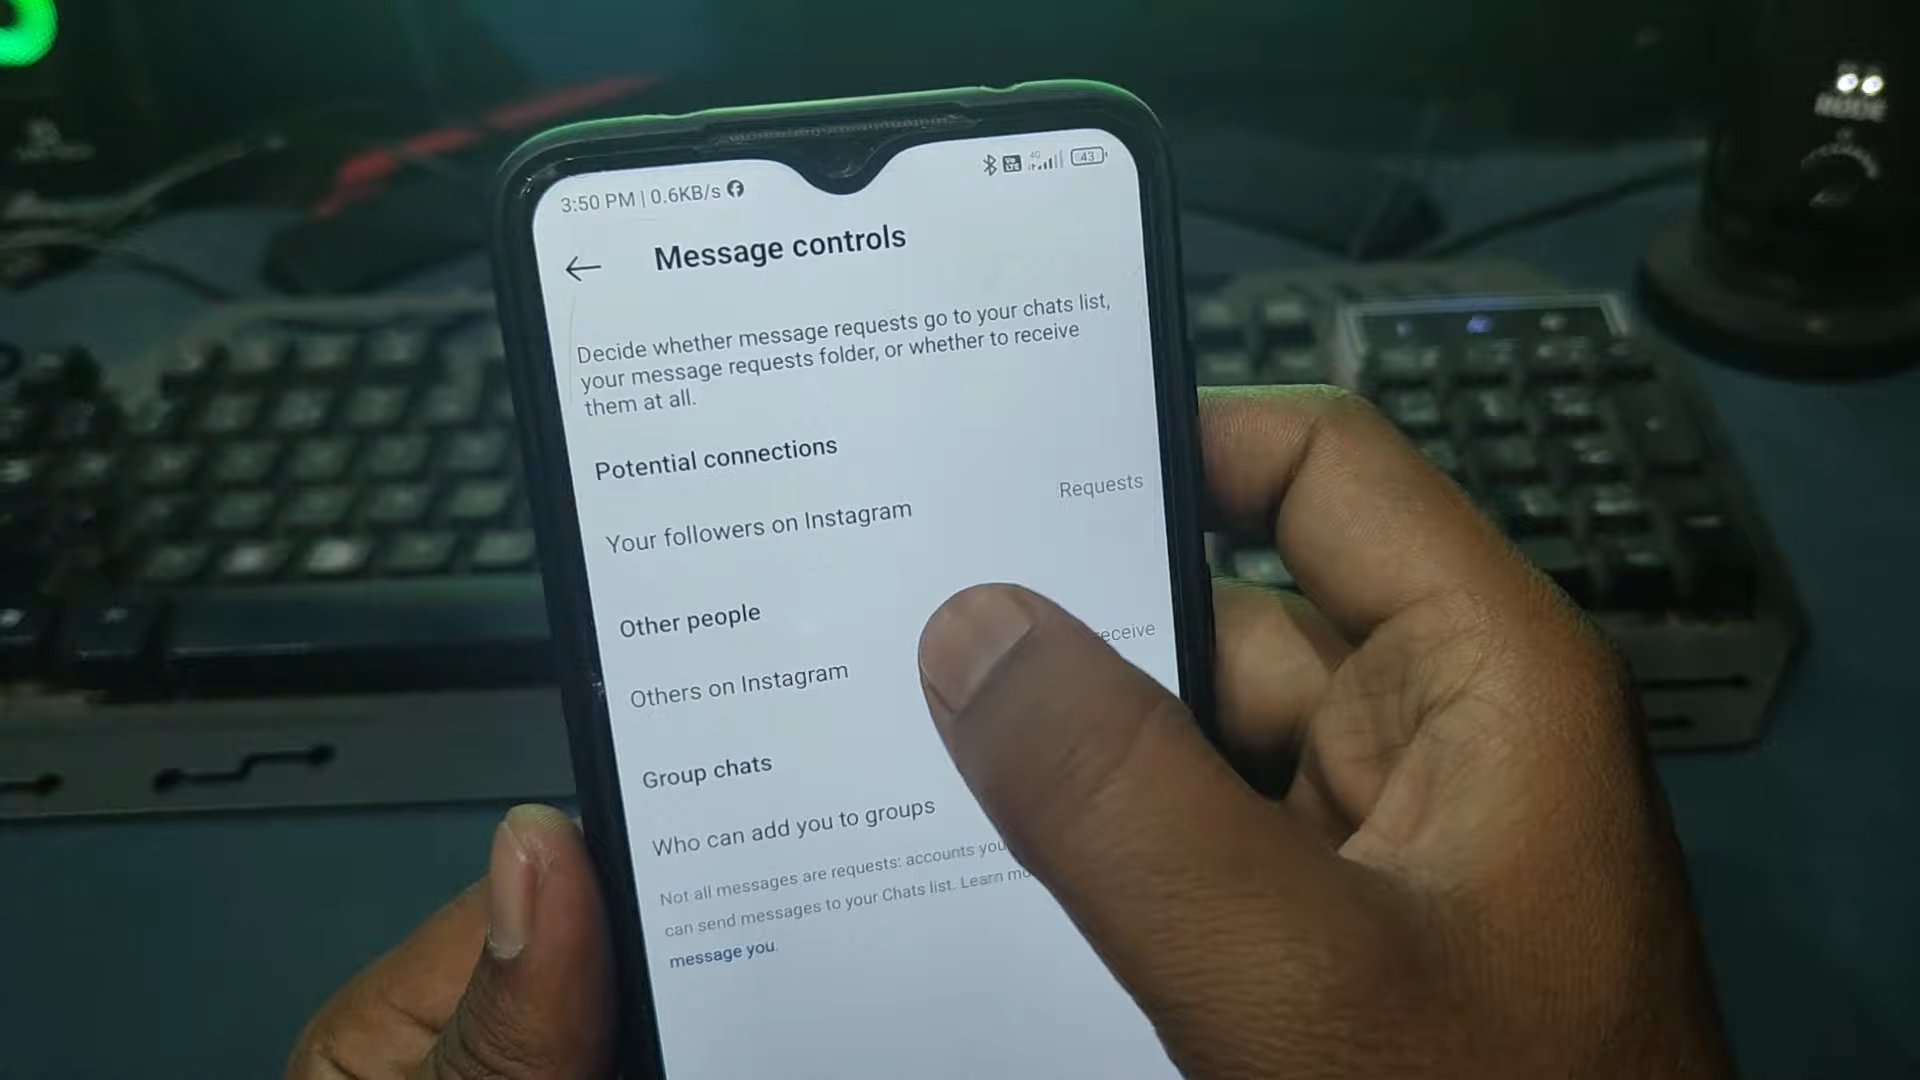 3:50 PM | 0.6KB/s
4G
43
Message controls
Decide whether message requests go to your chats list,
your message requests folder, or whether to receive
them at all.
Potential connections
Your followers on Instagram
Requests
Other people
Others on Instagram
Group chats
Who can add you to groups
Not all messages are requests: accounts
can send messages to your Chats list. Learn
message you.
MODE